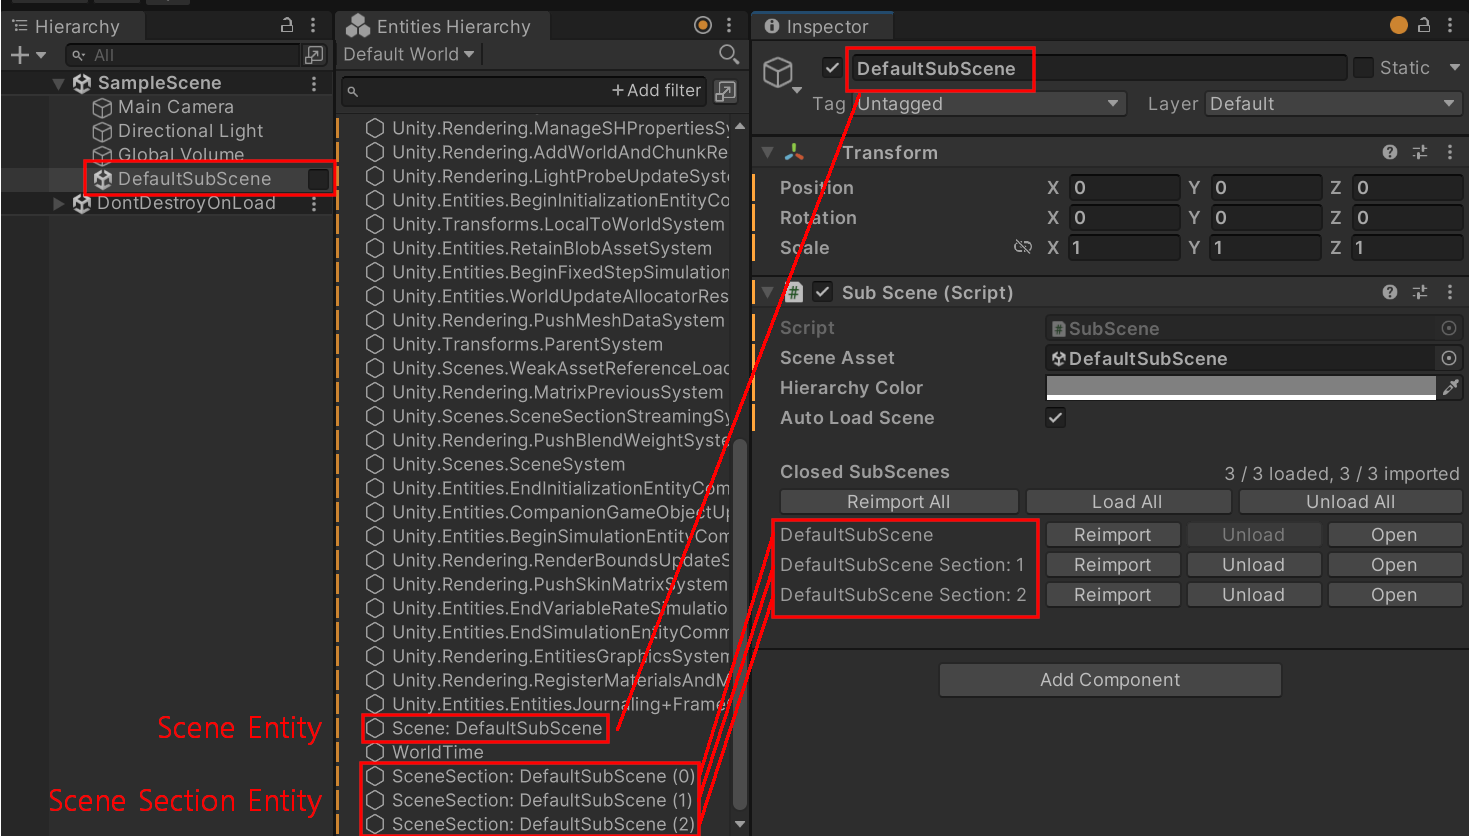 Hierarchy
All
SampleScene
Main Camera
Directional Light
Global Volume
DefaultSubScene
DontDestroyOnLoad
Scene Entity
Scene Section Entity
Entities Hierarchy
Default World
+Add filter
Unity.Rendering.ManageSHPropertiesSy
Unity.Rendering.AddWorldAndChunkRe
Unity.Rendering.LightProbeUpdateSyst
Unity.Entities.BeginInitializationEntityCo
Unity.Transforms.LocalToWorldSystem
Unity.Entities.RetainBlobAssetSystem
Unity.Entities.BeginFixedStepSimulation
Unity.Entities.WorldUpdateAllocatorRes
Unity.Rendering.PushMeshDataSystem
Unity.Transforms.ParentSystem
Unity.Scenes.WeakAssetReferenceLoad
Unity.Rendering.MatrixPreviousSystem
Unity.Scenes.SceneSectionStreamingSy
Unity.Rendering.PushBlendWeightSyste
Unity.Scenes.SceneSystem
Unity.Entities.EndInitializationEntityCom
Unity.Entities.CompanionGameObjectUp
Unity.Entities.BeginSimulationEntityCom
Unity.Rendering.RenderBoundsUpdateS
Unity.Rendering.PushSkinMatrixSystem
Unity.Entities.EndVariableRateSimulatio
Unity.Entities.EndSimulationEntityComm
Unity.Rendering.EntitiesGraphicsSystem
Unity.Rendering.RegisterMaterialsAndM
Unity.Entities.EntitiesJournaling+Frame
Scene: DefaultSubScene
WorldTime
SceneSection: DefaultSubScene (0)
SceneSection: DefaultSubScene (1)
SceneSection: DefaultSubScene (2)
Inspector
DefaultSubScene Static
Tag Untagged Layer Default
Transform
Position X 0 Y 0 Z 0
Rotation X 0 Y 0 Z 0
Scale X 1 Y 1 Z 1
# Sub Scene (Script)
Script # SubScene
Scene Asset DefaultSubScene
Hierarchy Color
Auto Load Scene
Closed SubScenes 3 / 3 loaded, 3 / 3 imported
Reimport All Load All Unload All
DefaultSubScene Reimport Unload Open
DefaultSubScene Section: 1 Reimport Unload Open
DefaultSubScene Section: 2 Reimport Unload Open
Add Component